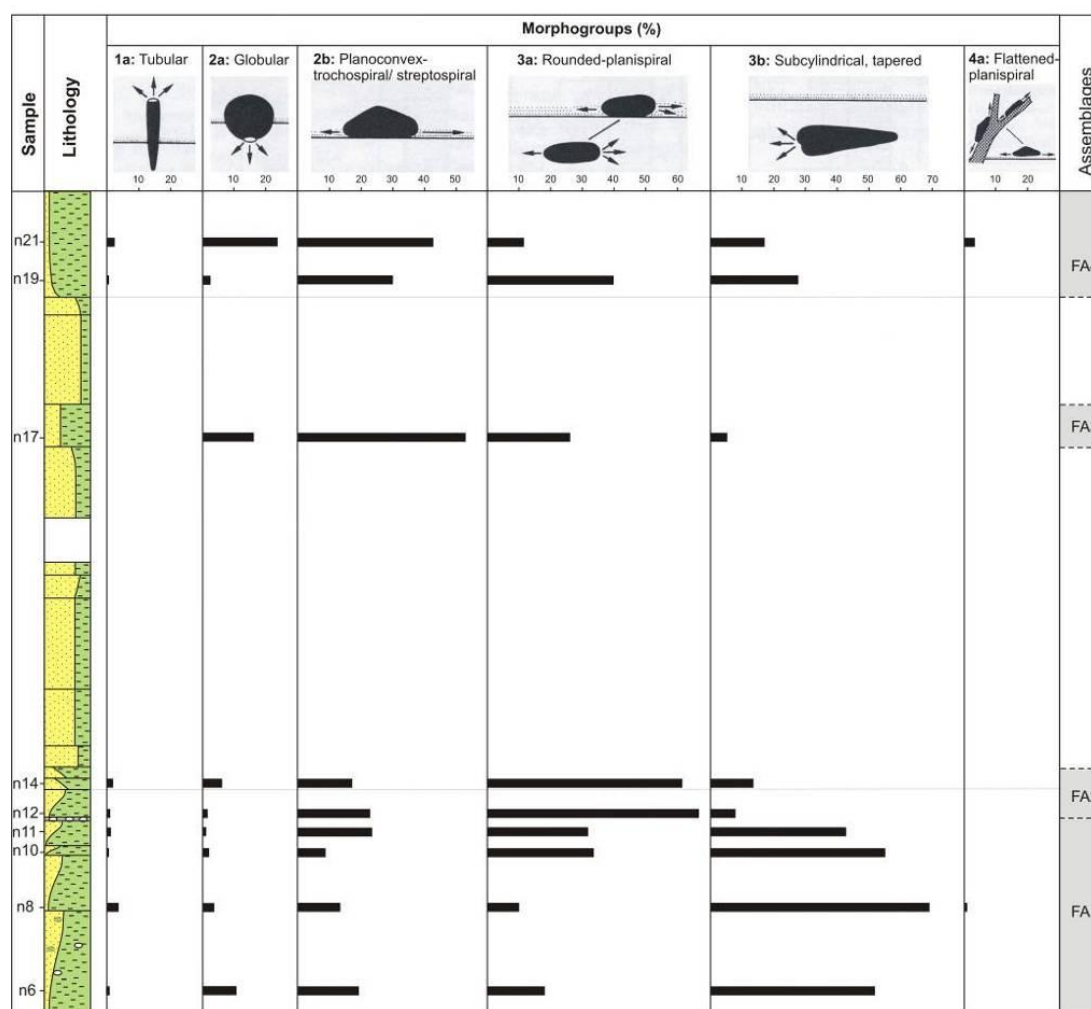 Morphogroups (%)
Sample
Lithology
1a: Tubular
2a: Globular
2b: Planoconvex-
trochospiral/ streptospiral
3a: Rounded-planispiral
3b: Subcylindrical, tapered
4a: Flattened-
planispiral
Assemblages
10 20
10 20
10 20 30 40 50
10 20 30 40 50 60
10 20 30 40 50 60 70
10 20
n21
n19
FA
n17
FA
n14
n12
FA
n11
n10
n8
FA
n6